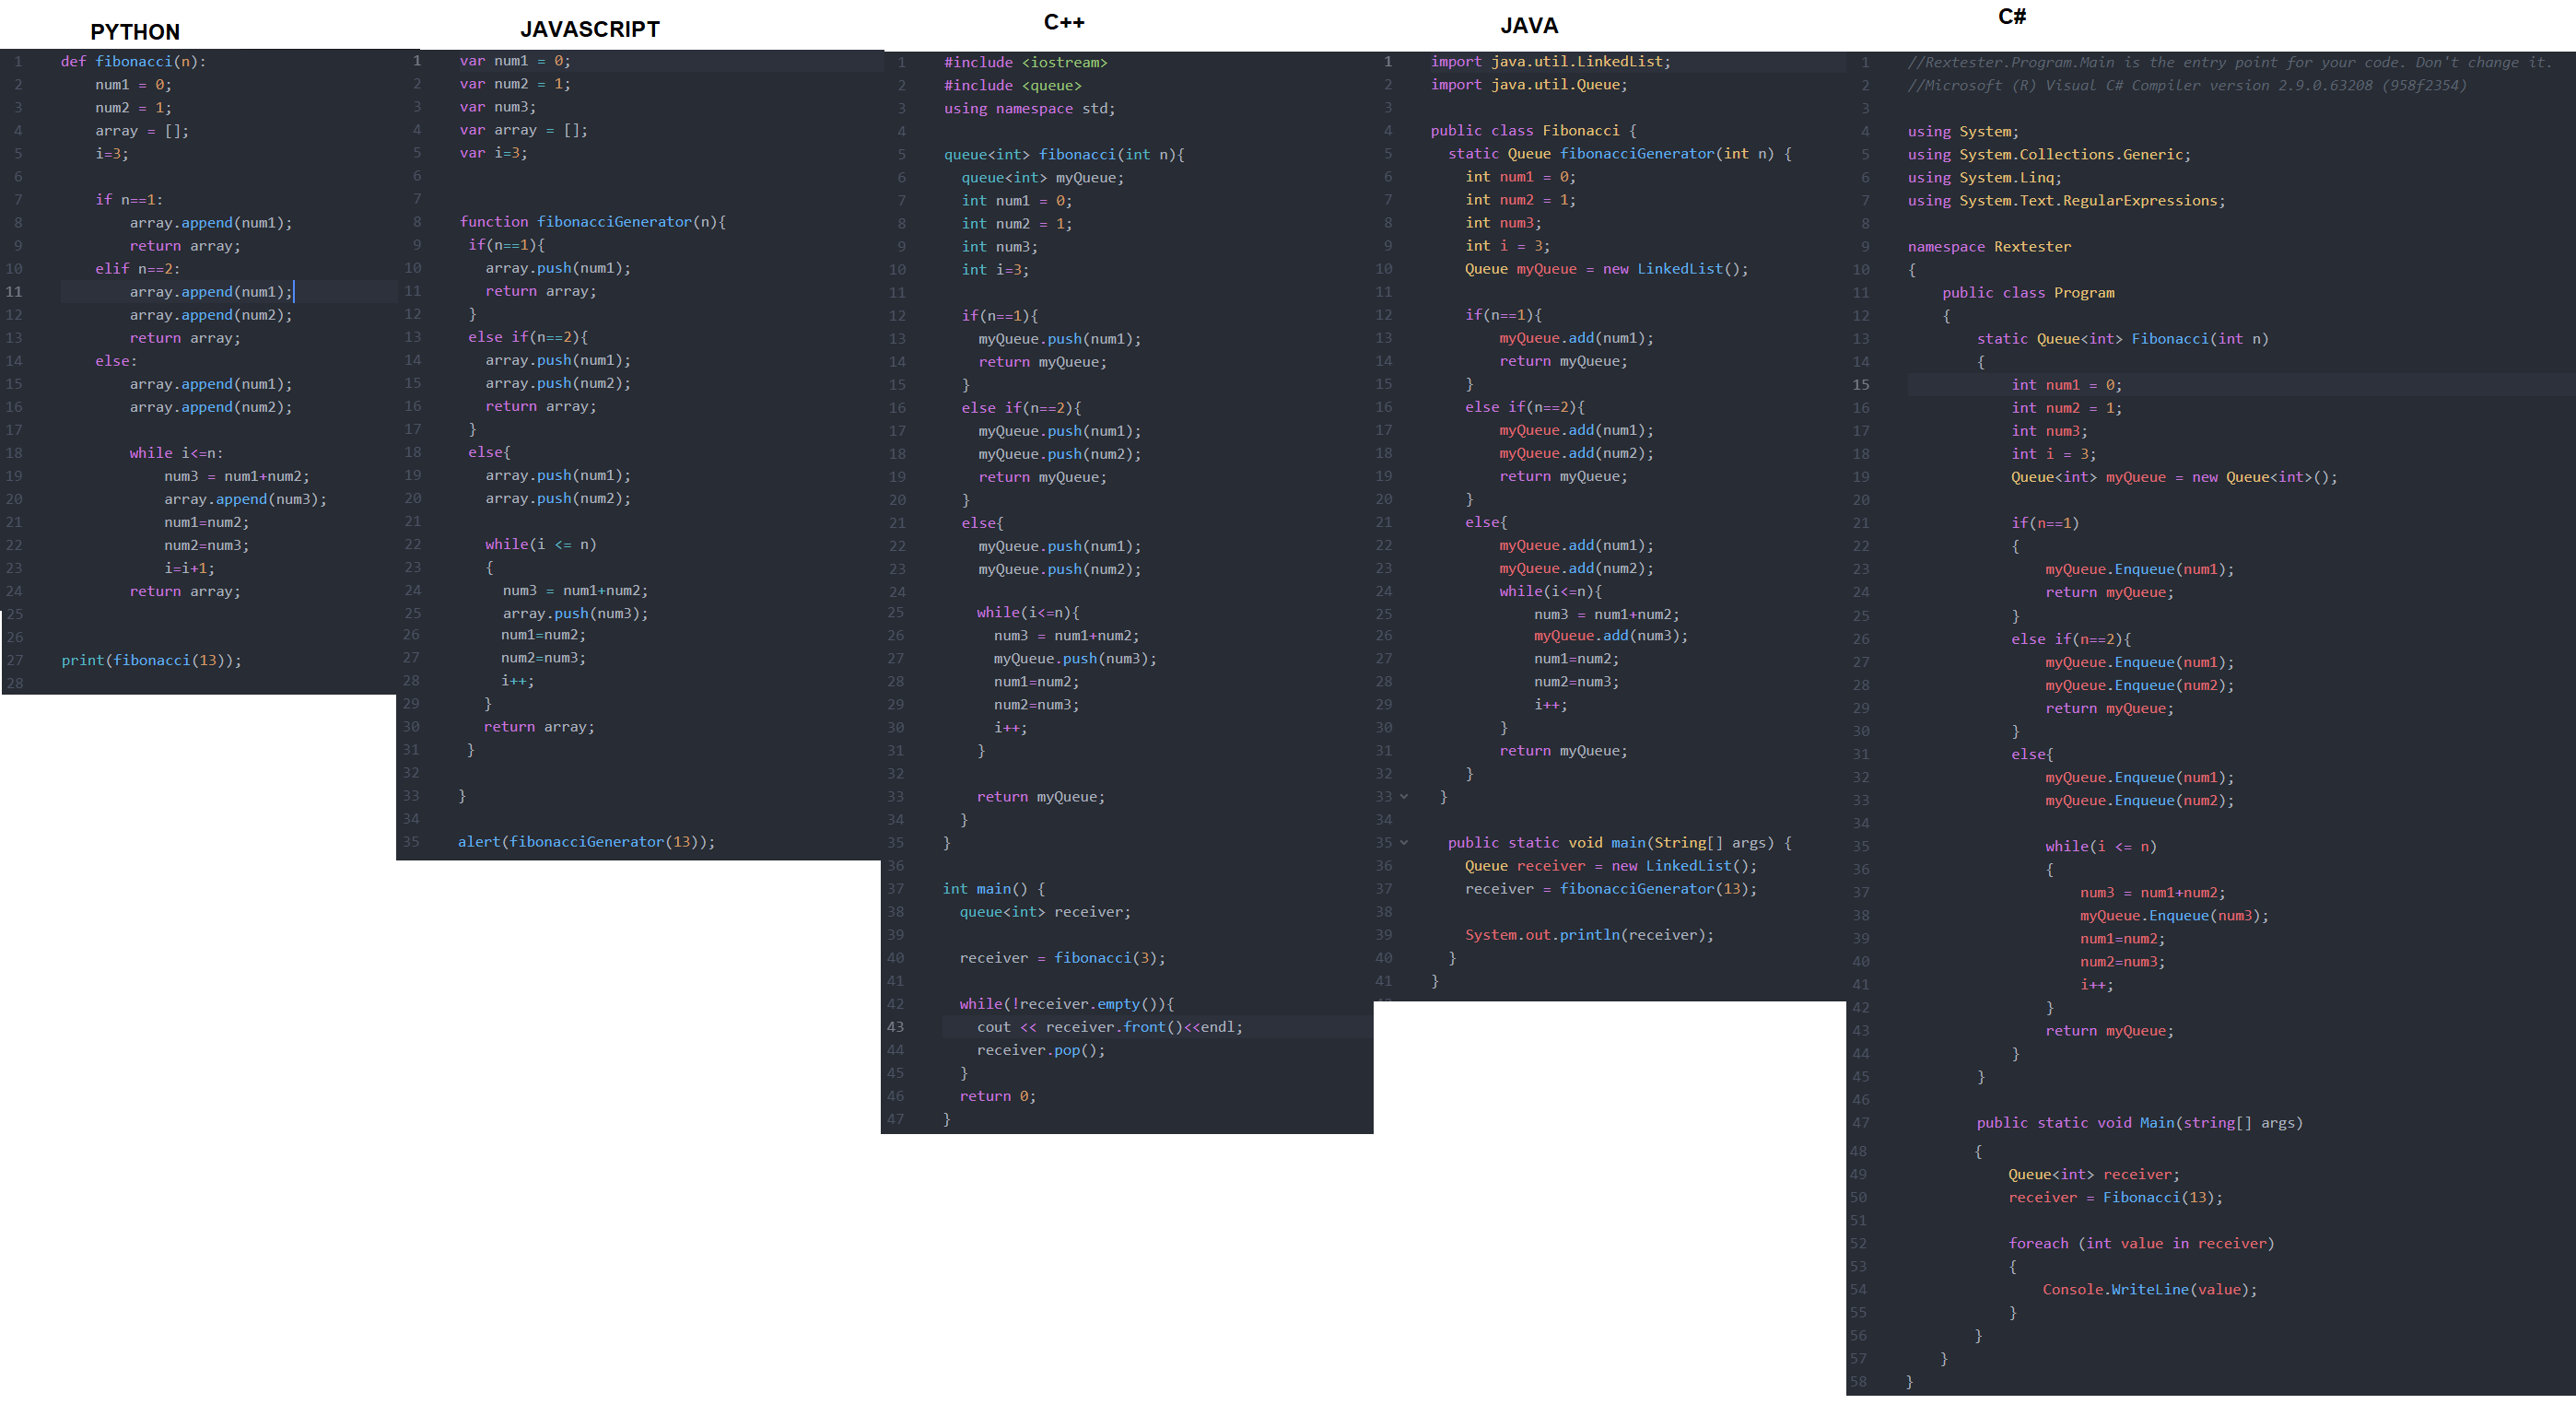 PYTHON
1 def fibonacci(n):
2 num1 = 0;
3 num2 = 1;
4 array = [];
5 i=3;
6
7 if n==1:
8 array.append(num1);
9 return array;
10 elif n==2:
11 array.append(num1);
12 array.append(num2);
13 return array;
14 else:
15 array.append(num1);
16 array.append(num2);
17
18 while i<=n:
19 num3 = num1+num2;
20 array.append(num3);
21 num1=num2;
22 num2=num3;
23 i=i+1;
24 return array;
25
26
27 print(fibonacci(13));
28
JAVASCRIPT
1 var num1 = 0;
2 var num2 = 1;
3 var num3;
4 var array = [];
5 var i=3;
6
7
8 function fibonacciGenerator(n){
9 if(n==1){
10 array.push(num1);
11 return array;
12 }
13 else if(n==2){
14 array.push(num1);
15 array.push(num2);
16 return array;
17 }
18 else{
19 array.push(num1);
20 array.push(num2);
21
22 while(i <= n)
23 {
24 num3 = num1+num2;
25 array.push(num3);
26 num1=num2;
27 num2=num3;
28 i++;
29 }
30 return array;
31 }
32
33 }
34
35 alert(fibonacciGenerator(13));
C++
1 #include <iostream>
2 #include <queue>
3 using namespace std;
4
5 queue<int> fibonacci(int n){
6 queue<int> myQueue;
7 int num1 = 0;
8 int num2 = 1;
9 int num3;
10 int i=3;
11
12 if(n==1){
13 myQueue.push(num1);
14 return myQueue;
15 }
16 else if(n==2){
17 myQueue.push(num1);
18 myQueue.push(num2);
19 return myQueue;
20 }
21 else{
22 myQueue.push(num1);
23 myQueue.push(num2);
24
25 while(i<=n){
26 num3 = num1+num2;
27 myQueue.push(num3);
28 num1=num2;
29 num2=num3;
30 i++;
31 }
32
33 return myQueue;
34 }
35 }
36
37 int main() {
38 queue<int> receiver;
39
40 receiver = fibonacci(3);
41
42 while(!receiver.empty()){
43 cout << receiver.front()<<endl;
44 receiver.pop();
45 }
46 return 0;
47 }
JAVA
1 import java.util.LinkedList;
2 import java.util.Queue;
3
4 public class Fibonacci {
5 static Queue fibonacciGenerator(int n) {
6 int num1 = 0;
7 int num2 = 1;
8 int num3;
9 int i = 3;
10 Queue myQueue = new LinkedList();
11
12 if(n==1){
13 myQueue.add(num1);
14 return myQueue;
15 }
16 else if(n==2){
17 myQueue.add(num1);
18 myQueue.add(num2);
19 return myQueue;
20 }
21 else{
22 myQueue.add(num1);
23 myQueue.add(num2);
24 while(i<=n){
25 num3 = num1+num2;
26 myQueue.add(num3);
27 num1=num2;
28 num2=num3;
29 i++;
30 }
31 return myQueue;
32 }
33 }
34
35 public static void main(String[] args) {
36 Queue receiver = new LinkedList();
37 receiver = fibonacciGenerator(13);
38
39 System.out.println(receiver);
40 }
41 }
C#
1 //Rextester.Program.Main is the entry point for your code. Don't change it.
2 //Microsoft (R) Visual C# Compiler version 2.9.0.63208 (958f2354)
3
4 using System;
5 using System.Collections.Generic;
6 using System.Linq;
7 using System.Text.RegularExpressions;
8
9 namespace Rextester
10 {
11 public class Program
12 {
13 static Queue<int> Fibonacci(int n)
14 {
15 int num1 = 0;
16 int num2 = 1;
17 int num3;
18 int i = 3;
19 Queue<int> myQueue = new Queue<int>();
20
21 if(n==1)
22 {
23 myQueue.Enqueue(num1);
24 return myQueue;
25 }
26 else if(n==2){
27 myQueue.Enqueue(num1);
28 myQueue.Enqueue(num2);
29 return myQueue;
30 }
31 else{
32 myQueue.Enqueue(num1);
33 myQueue.Enqueue(num2);
34
35 while(i <= n)
36 {
37 num3 = num1+num2;
38 myQueue.Enqueue(num3);
39 num1=num2;
40 num2=num3;
41 i++;
42 }
43 return myQueue;
44 }
45 }
46
47 public static void Main(string[] args)
48 {
49 Queue<int> receiver;
50 receiver = Fibonacci(13);
51
52 foreach (int value in receiver)
53 {
54 Console.WriteLine(value);
55 }
56 }
57 }
58 }